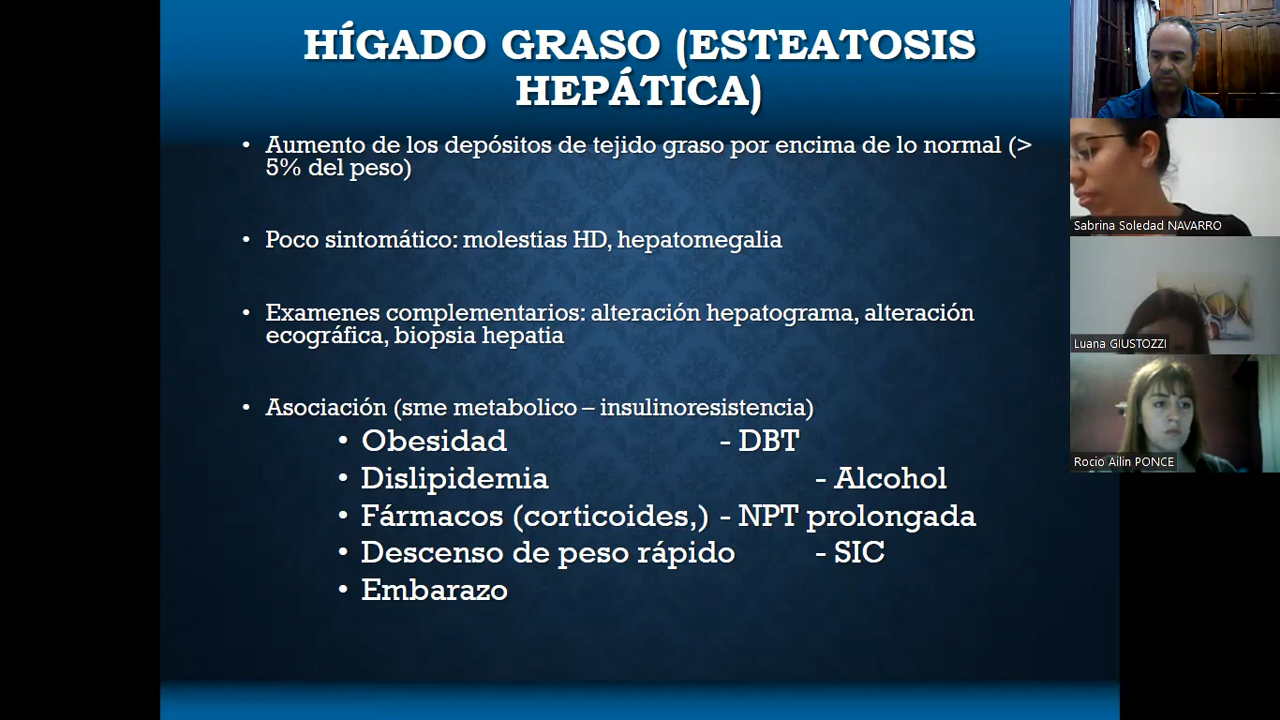 HÍGADO GRASO (ESTEATOSIS
HEPÁTICA)
• Aumento de los depósitos de tejido graso por encima de lo normal (>
5% del peso)
• Poco sintomático: molestias HD, hepatomegalia
• Examenes complementarios: alteración hepatograma, alteración
ecográfica, biopsia hepatia
• Asociación (sme metabolico – insulinoresistencia)
• Obesidad - DBT
• Dislipidemia - Alcohol
• Fármacos (corticoides,) - NPT prolongada
• Descenso de peso rápido - SIC
• Embarazo
Sabrina Soledad NAVARRO
Luana GIUSTOZZI
Rocio Ailin PONCE